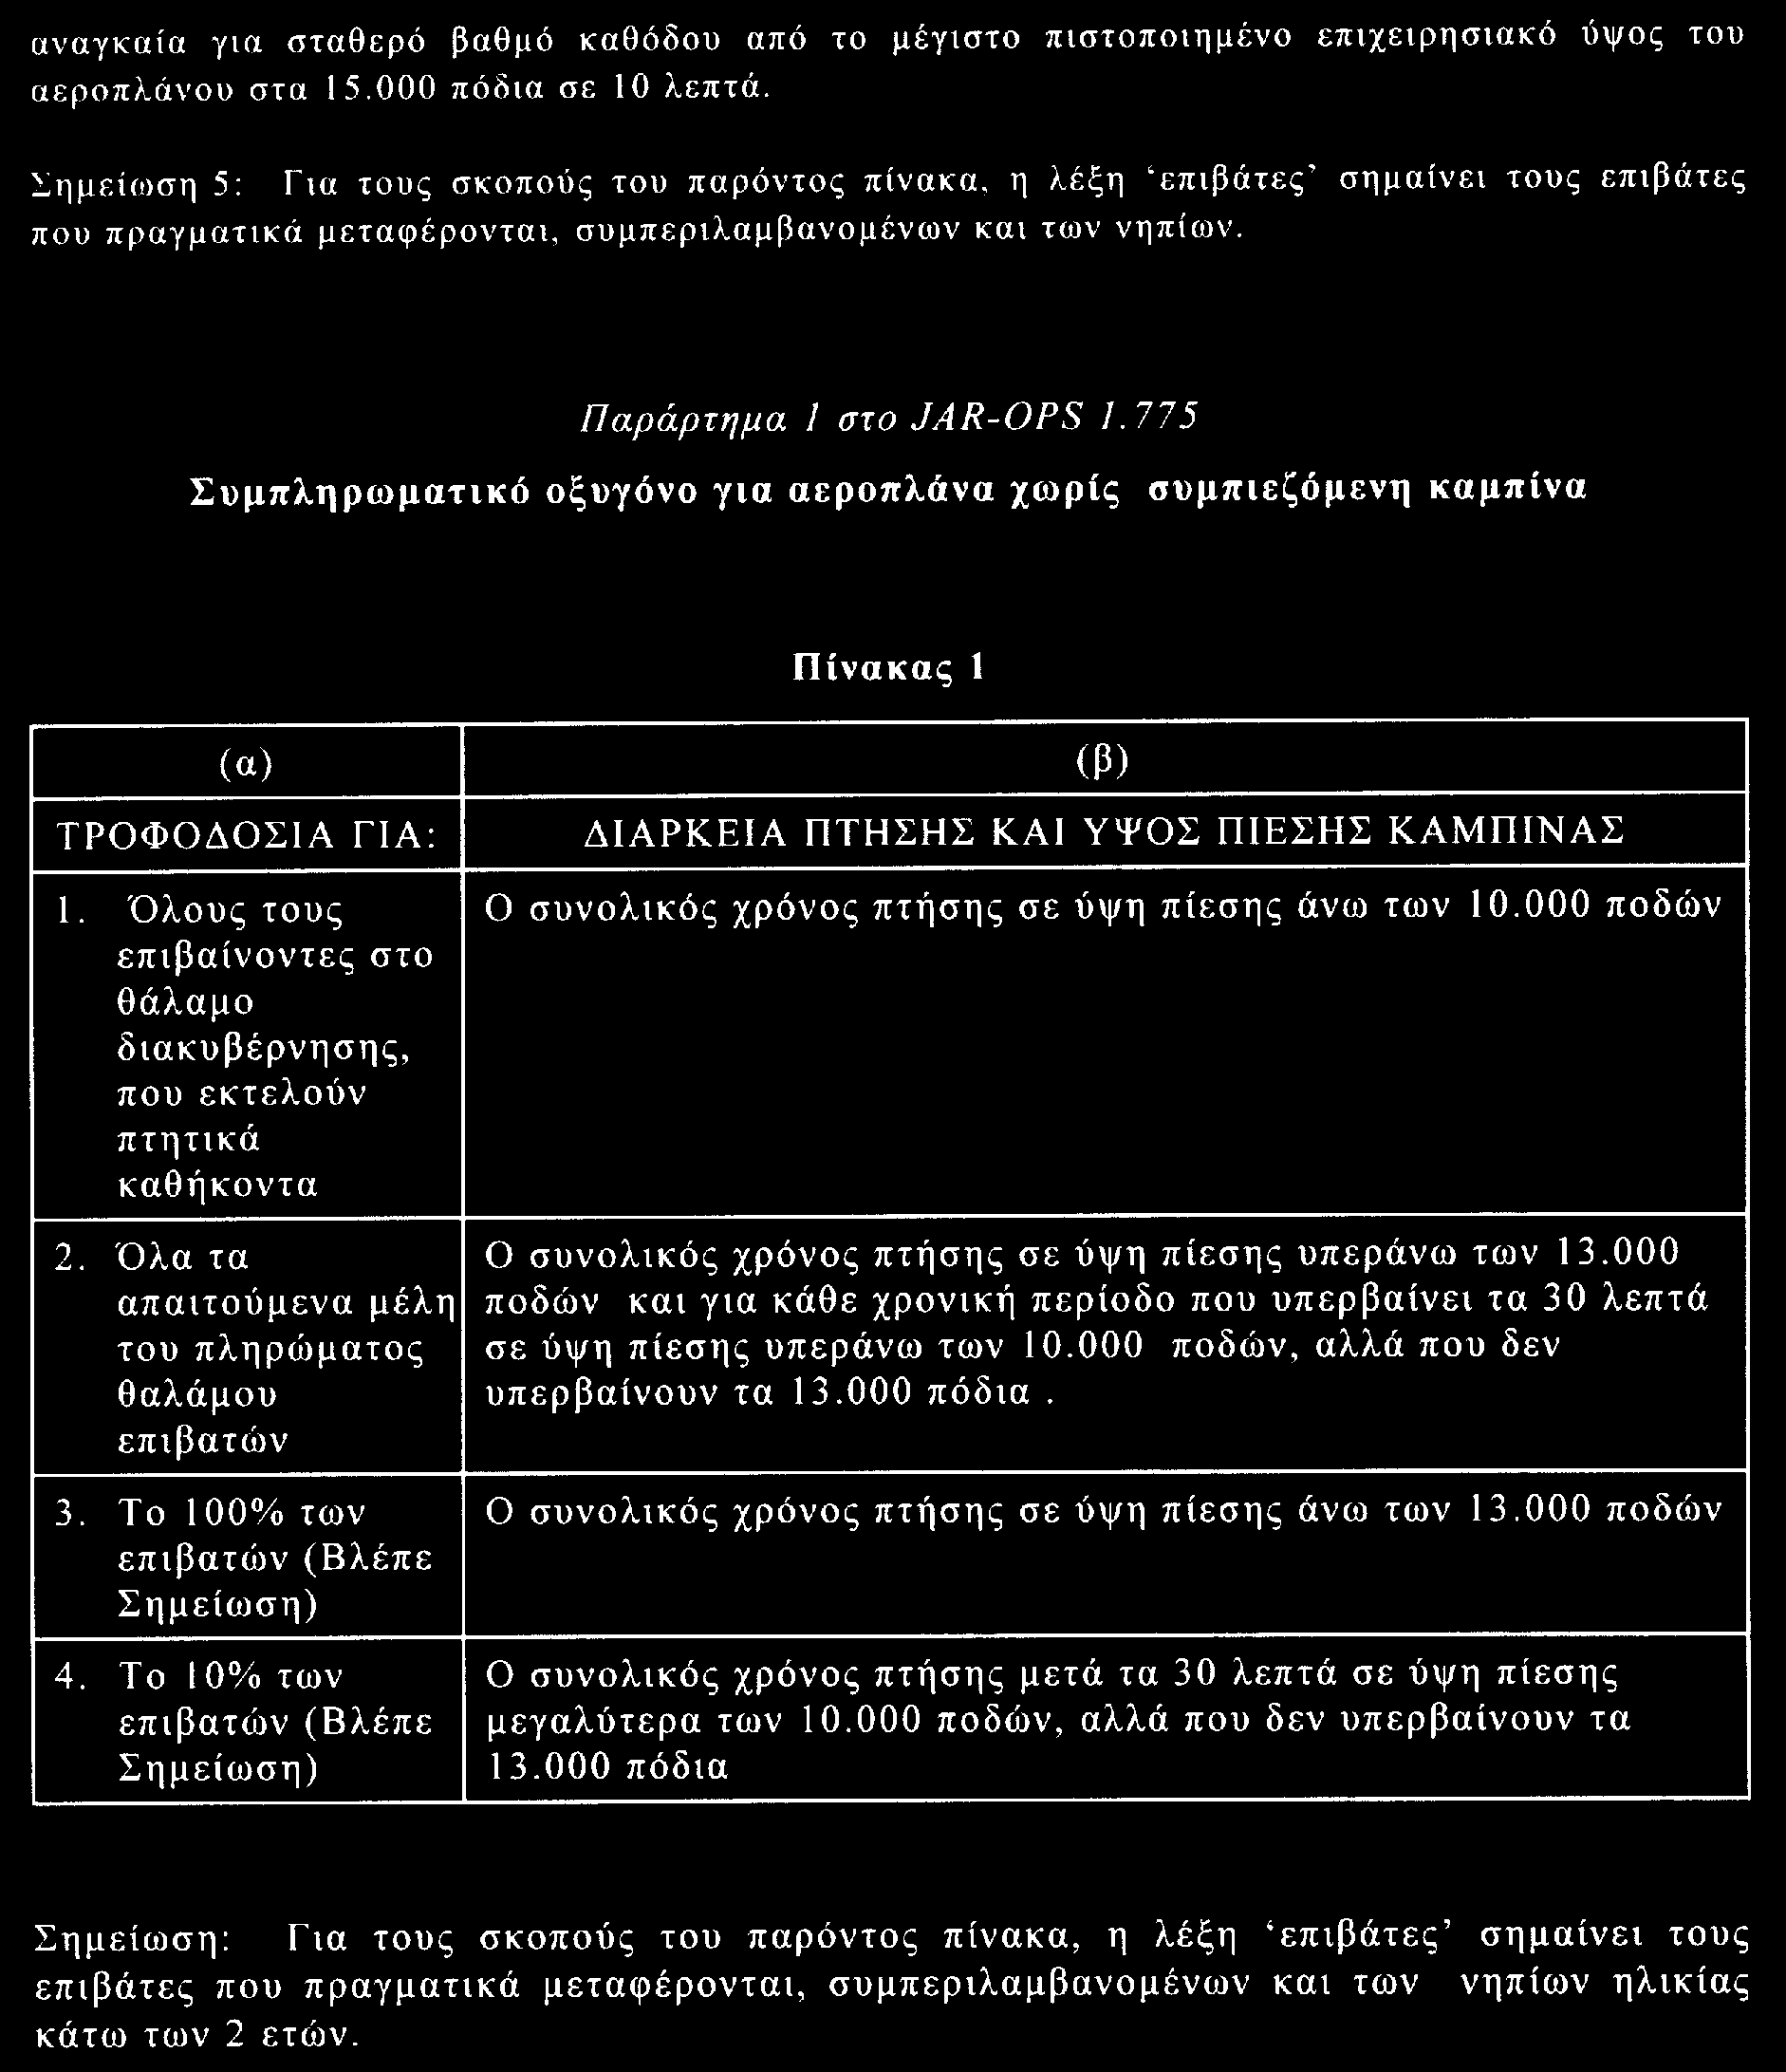 αναγκαία για σταθερό βαθμό καθόδου από το μέγιστο πιστοποιημένο επιχειρησιακό ύψος του
αεροπλάνου στα 15.000 πόδια σε 10 λεπτά.
Σημείωση 5: Για τους σκοπούς του παρόντος πίνακα, η λέξη ‘επιβάτες’ σημαίνει τους επιβάτες
που πραγματικά μεταφέρονται, συμπεριλαμβανομένων και των νηπίων.
Παράρτημα 1 στο JAR-OPS 1.775
Συμπληρωματικό οξυγόνο για αεροπλάνα χωρίς συμπιεζόμενη καμπίνα
Πίνακας 1
(α)
(β)
ΤΡΟΦΟΔΟΣΙΑ ΓΙΑ:
ΔΙΑΡΚΕΙΑ ΠΤΗΣΗΣ ΚΑΙ ΥΨΟΣ ΠΙΕΣΗΣ ΚΑΜΠΙΝΑΣ
1. Όλους τους
επιβαίνοντες στο
θάλαμο
διακυβέρνησης,
που εκτελούν
πτητικά
καθήκοντα
Ο συνολικός χρόνος πτήσης σε ύψη πίεσης άνω των 10.000 ποδών
2. Όλα τα
απαιτούμενα μέλη
του πληρώματος
θαλάμου
επιβατών
Ο συνολικός χρόνος πτήσης σε ύψη πίεσης υπεράνω των 13.000
ποδών και για κάθε χρονική περίοδο που υπερβαίνει τα 30 λεπτά
σε ύψη πίεσης υπεράνω των 10.000 ποδών, αλλά που δεν
υπερβαίνουν τα 13.000 πόδια .
3. Το 100% των
επιβατών (Βλέπε
Σημείωση)
Ο συνολικός χρόνος πτήσης σε ύψη πίεσης άνω των 13.000 ποδών
4. Το 10% των
επιβατών (Βλέπε
Σημείωση)
Ο συνολικός χρόνος πτήσης μετά τα 30 λεπτά σε ύψη πίεσης
μεγαλύτερα των 10.000 ποδών, αλλά που δεν υπερβαίνουν τα
13.000 πόδια
Σημείωση: Για τους σκοπούς του παρόντος πίνακα, η λέξη ‘επιβάτες’ σημαίνει τους
επιβάτες που πραγματικά μεταφέρονται, συμπεριλαμβανομένων και των νηπίων ηλικίας
κάτω των 2 ετών.